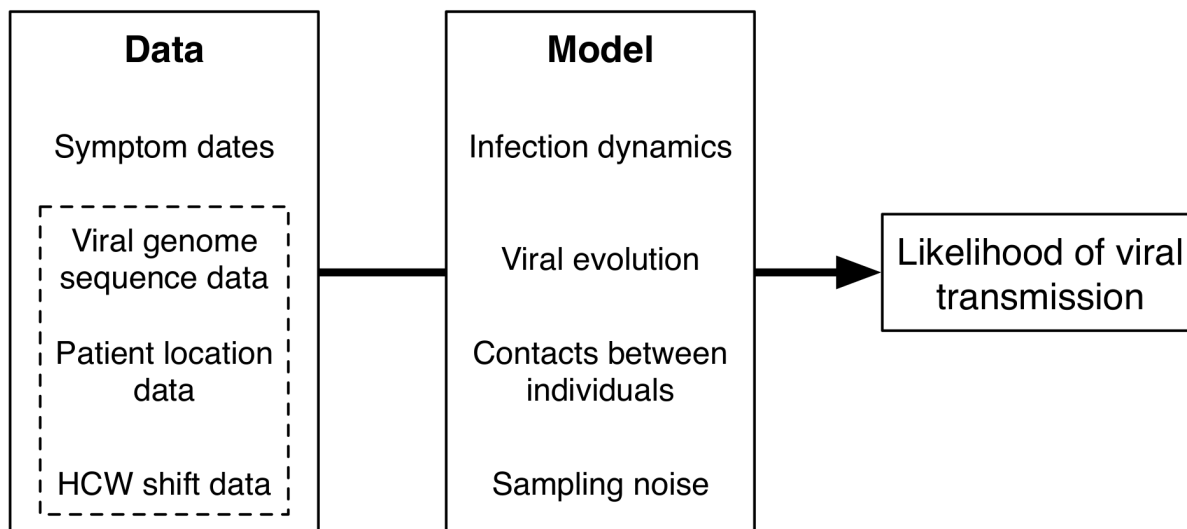 Data
Symptom dates
Viral genome
sequence data
Patient location
data
HCW shift data
Model
Infection dynamics
Viral evolution
Contacts between
individuals
Sampling noise
Likelihood of viral
transmission